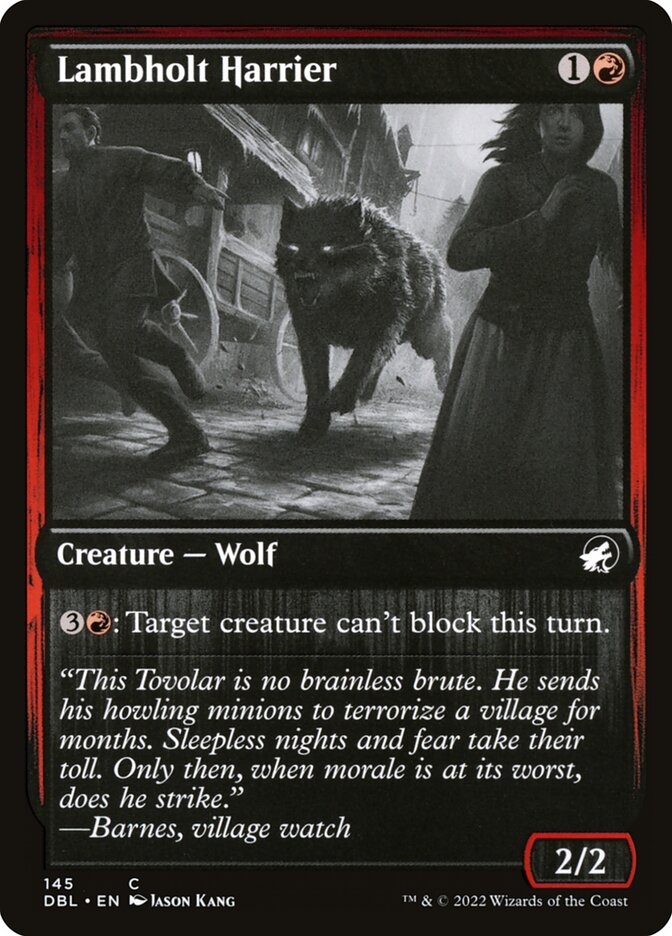 Lambholt Harrier 1
Creature — Wolf
3: Target creature can't block this turn.
“This Tovolar is no brainless brute. He sends
his howling minions to terrorize a village for
months. Sleepless nights and fear take their
toll. Only then, when morale is at its worst,
does he strike.”
—Barnes, village watch
2/2
145 C
DBL • EN Jason Kang ™ & © 2022 Wizards of the Coast